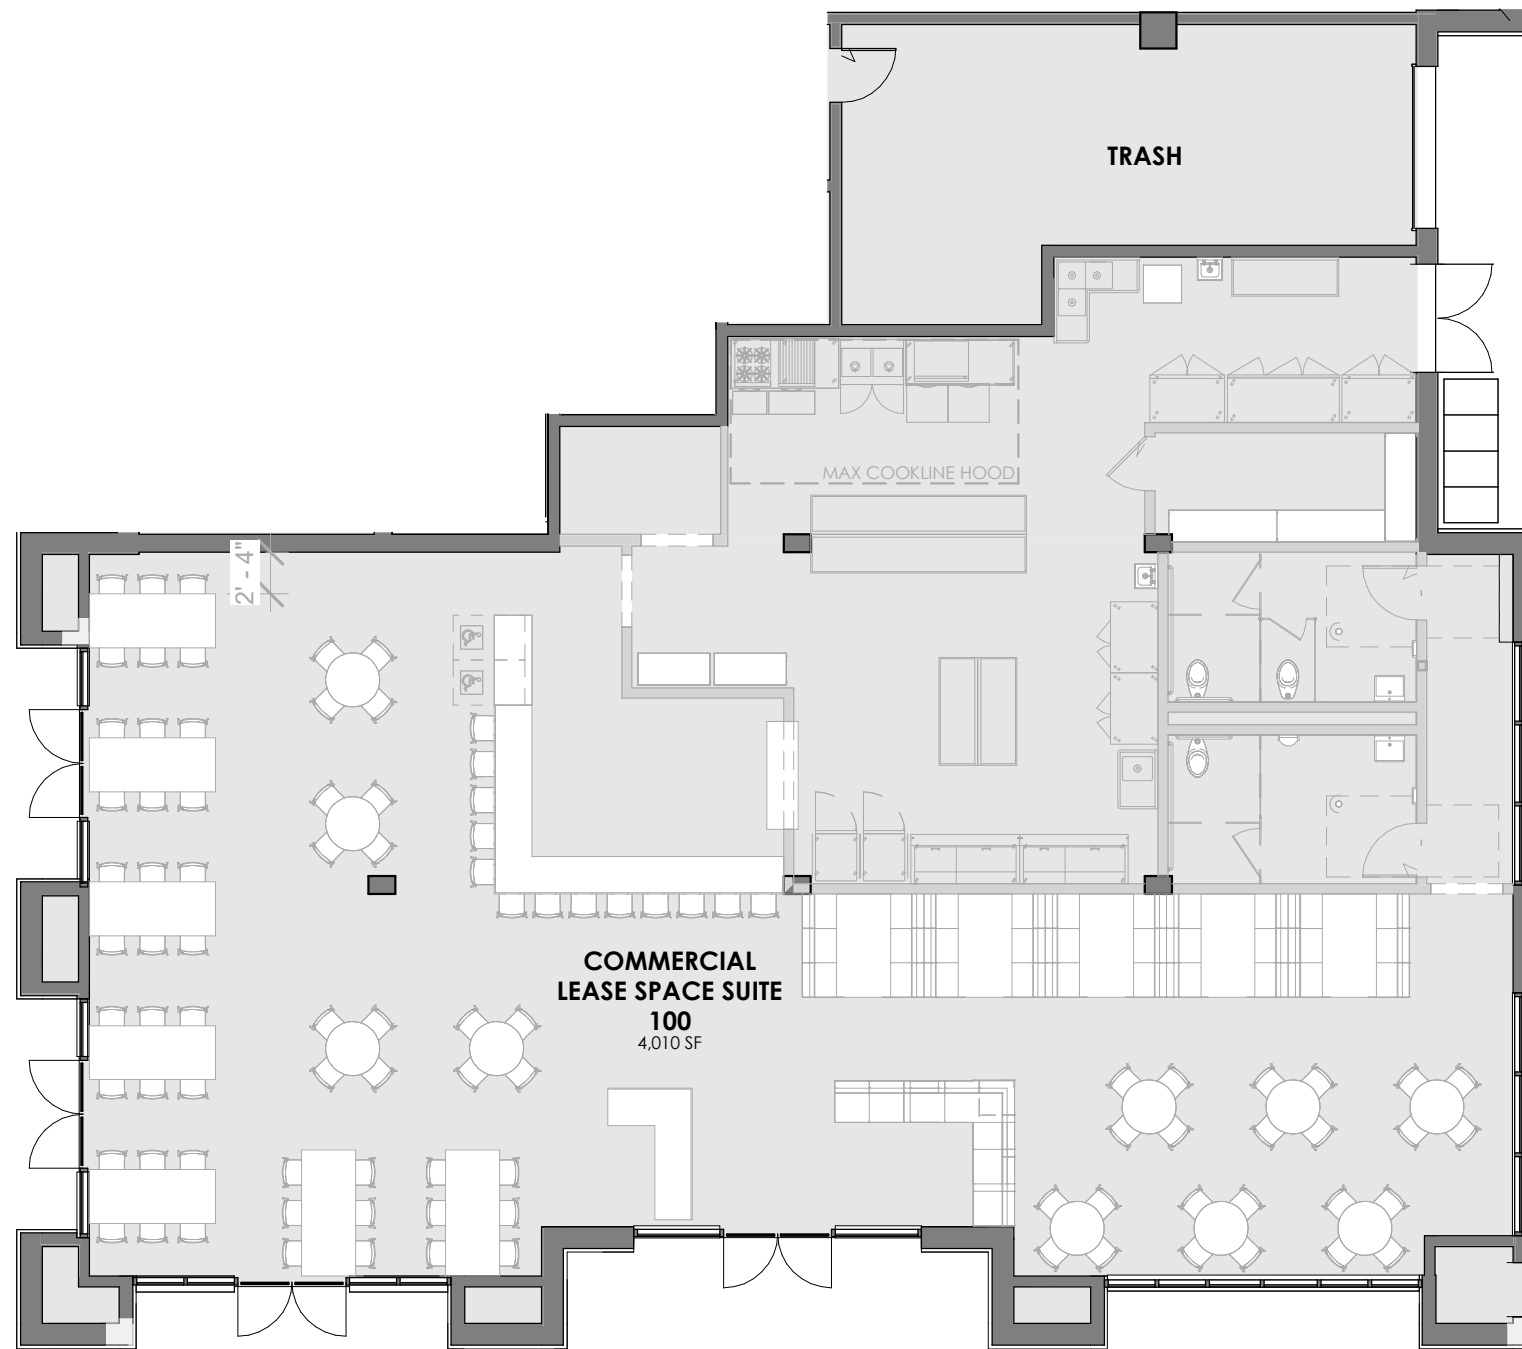 TRASH
MAX COOKLINE HOOD
2' - 4"
COMMERCIAL
LEASE SPACE SUITE
100
4,010 SF